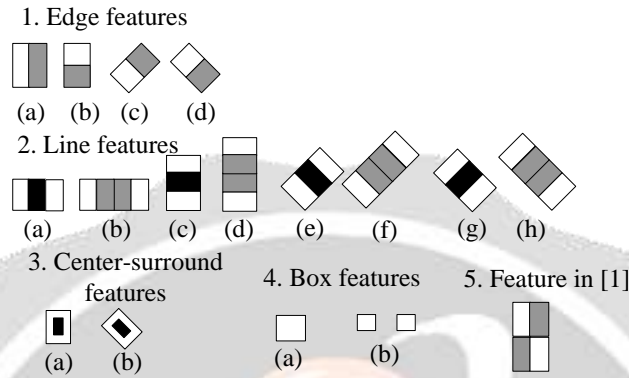 1. Edge features
(a) (b) (c) (d)
2. Line features
(a) (b) (c) (d) (e) (f) (g) (h)
3. Center-surround
features
(a) (b)
4. Box features
(a) (b)
5. Feature in [1]